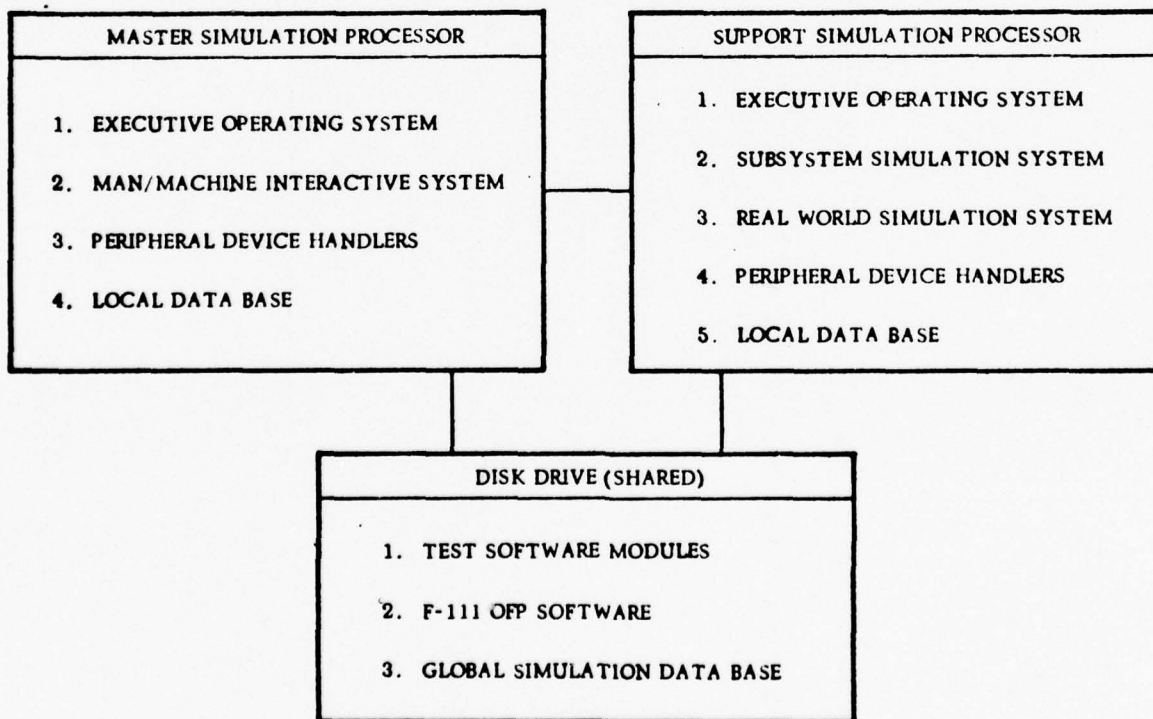 MASTER SIMULATION PROCESSOR
1. EXECUTIVE OPERATING SYSTEM
2. MAN/MACHINE INTERACTIVE SYSTEM
3. PERIPHERAL DEVICE HANDLERS
4. LOCAL DATA BASE
SUPPORT SIMULATION PROCESSOR
1. EXECUTIVE OPERATING SYSTEM
2. SUBSYSTEM SIMULATION SYSTEM
3. REAL WORLD SIMULATION SYSTEM
4. PERIPHERAL DEVICE HANDLERS
5. LOCAL DATA BASE
DISK DRIVE (SHARED)
1. TEST SOFTWARE MODULES
2. F-111 OFP SOFTWARE
3. GLOBAL SIMULATION DATA BASE